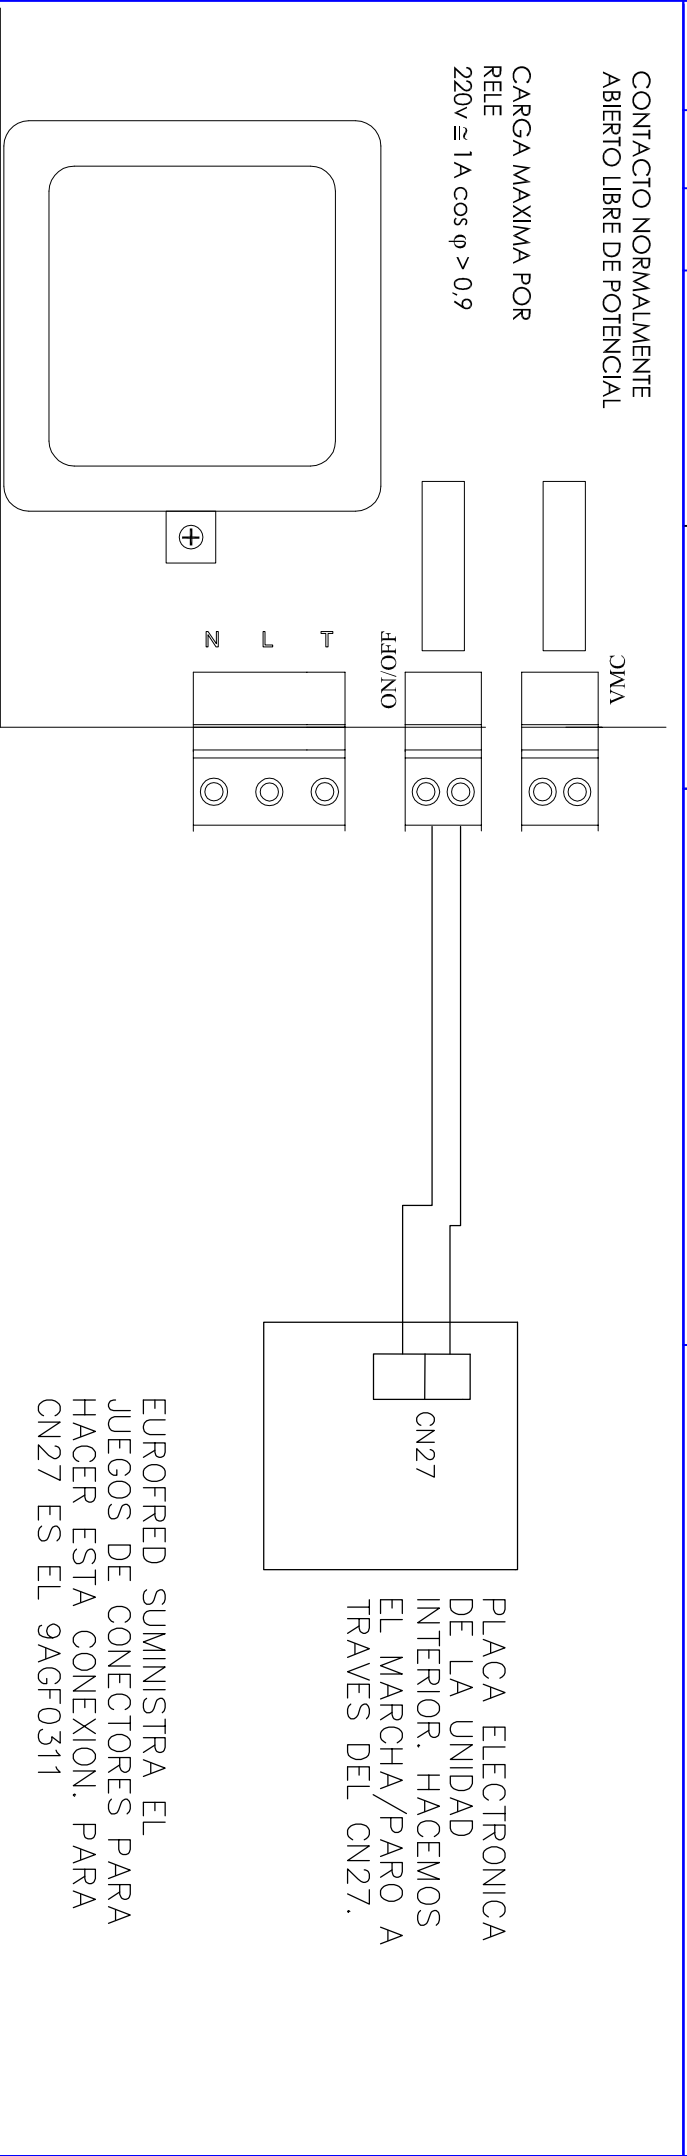 CONTACTO NORMALMENTE
ABIERTO LIBRE DE POTENCIAL
CARGA MAXIMA POR
RELE
220v ≅ 1A cos φ > 0,9
VMC
ON/OFF
T
L
N
CN27
PLACA ELECTRONICA
DE LA UNIDAD
INTERIOR. HACEMOS
EL MARCHA/PARO A
TRAVES DEL CN27.
EUROFRED SUMINISTRA EL
JUEGOS DE CONECTORES PARA
HACER ESTA CONEXION. PARA
CN27 ES EL 9AGF0311